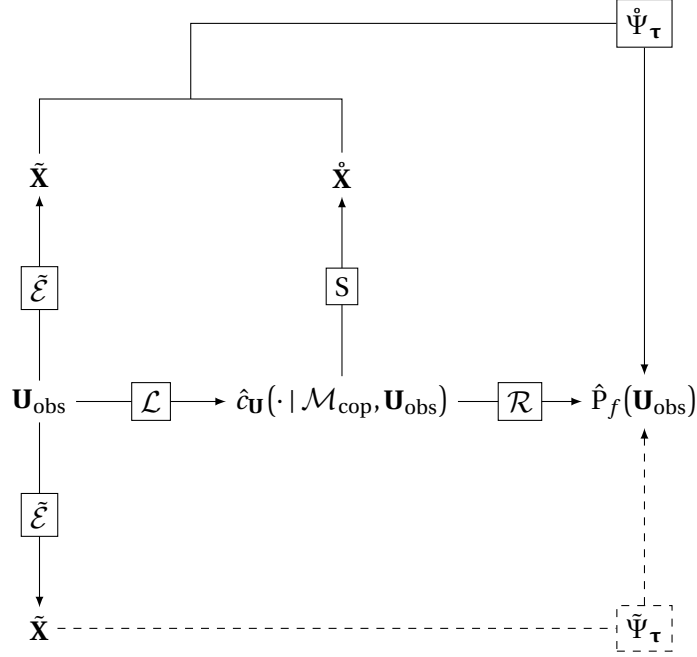 Ψ̊_τ
X̃ X̊
Ɛ̃ S
U_obs ℒ ĉ_U(· | ℳ_cop, U_obs) ℛ P̂_f(U_obs)
Ɛ̃
X̃ Ψ̃_τ